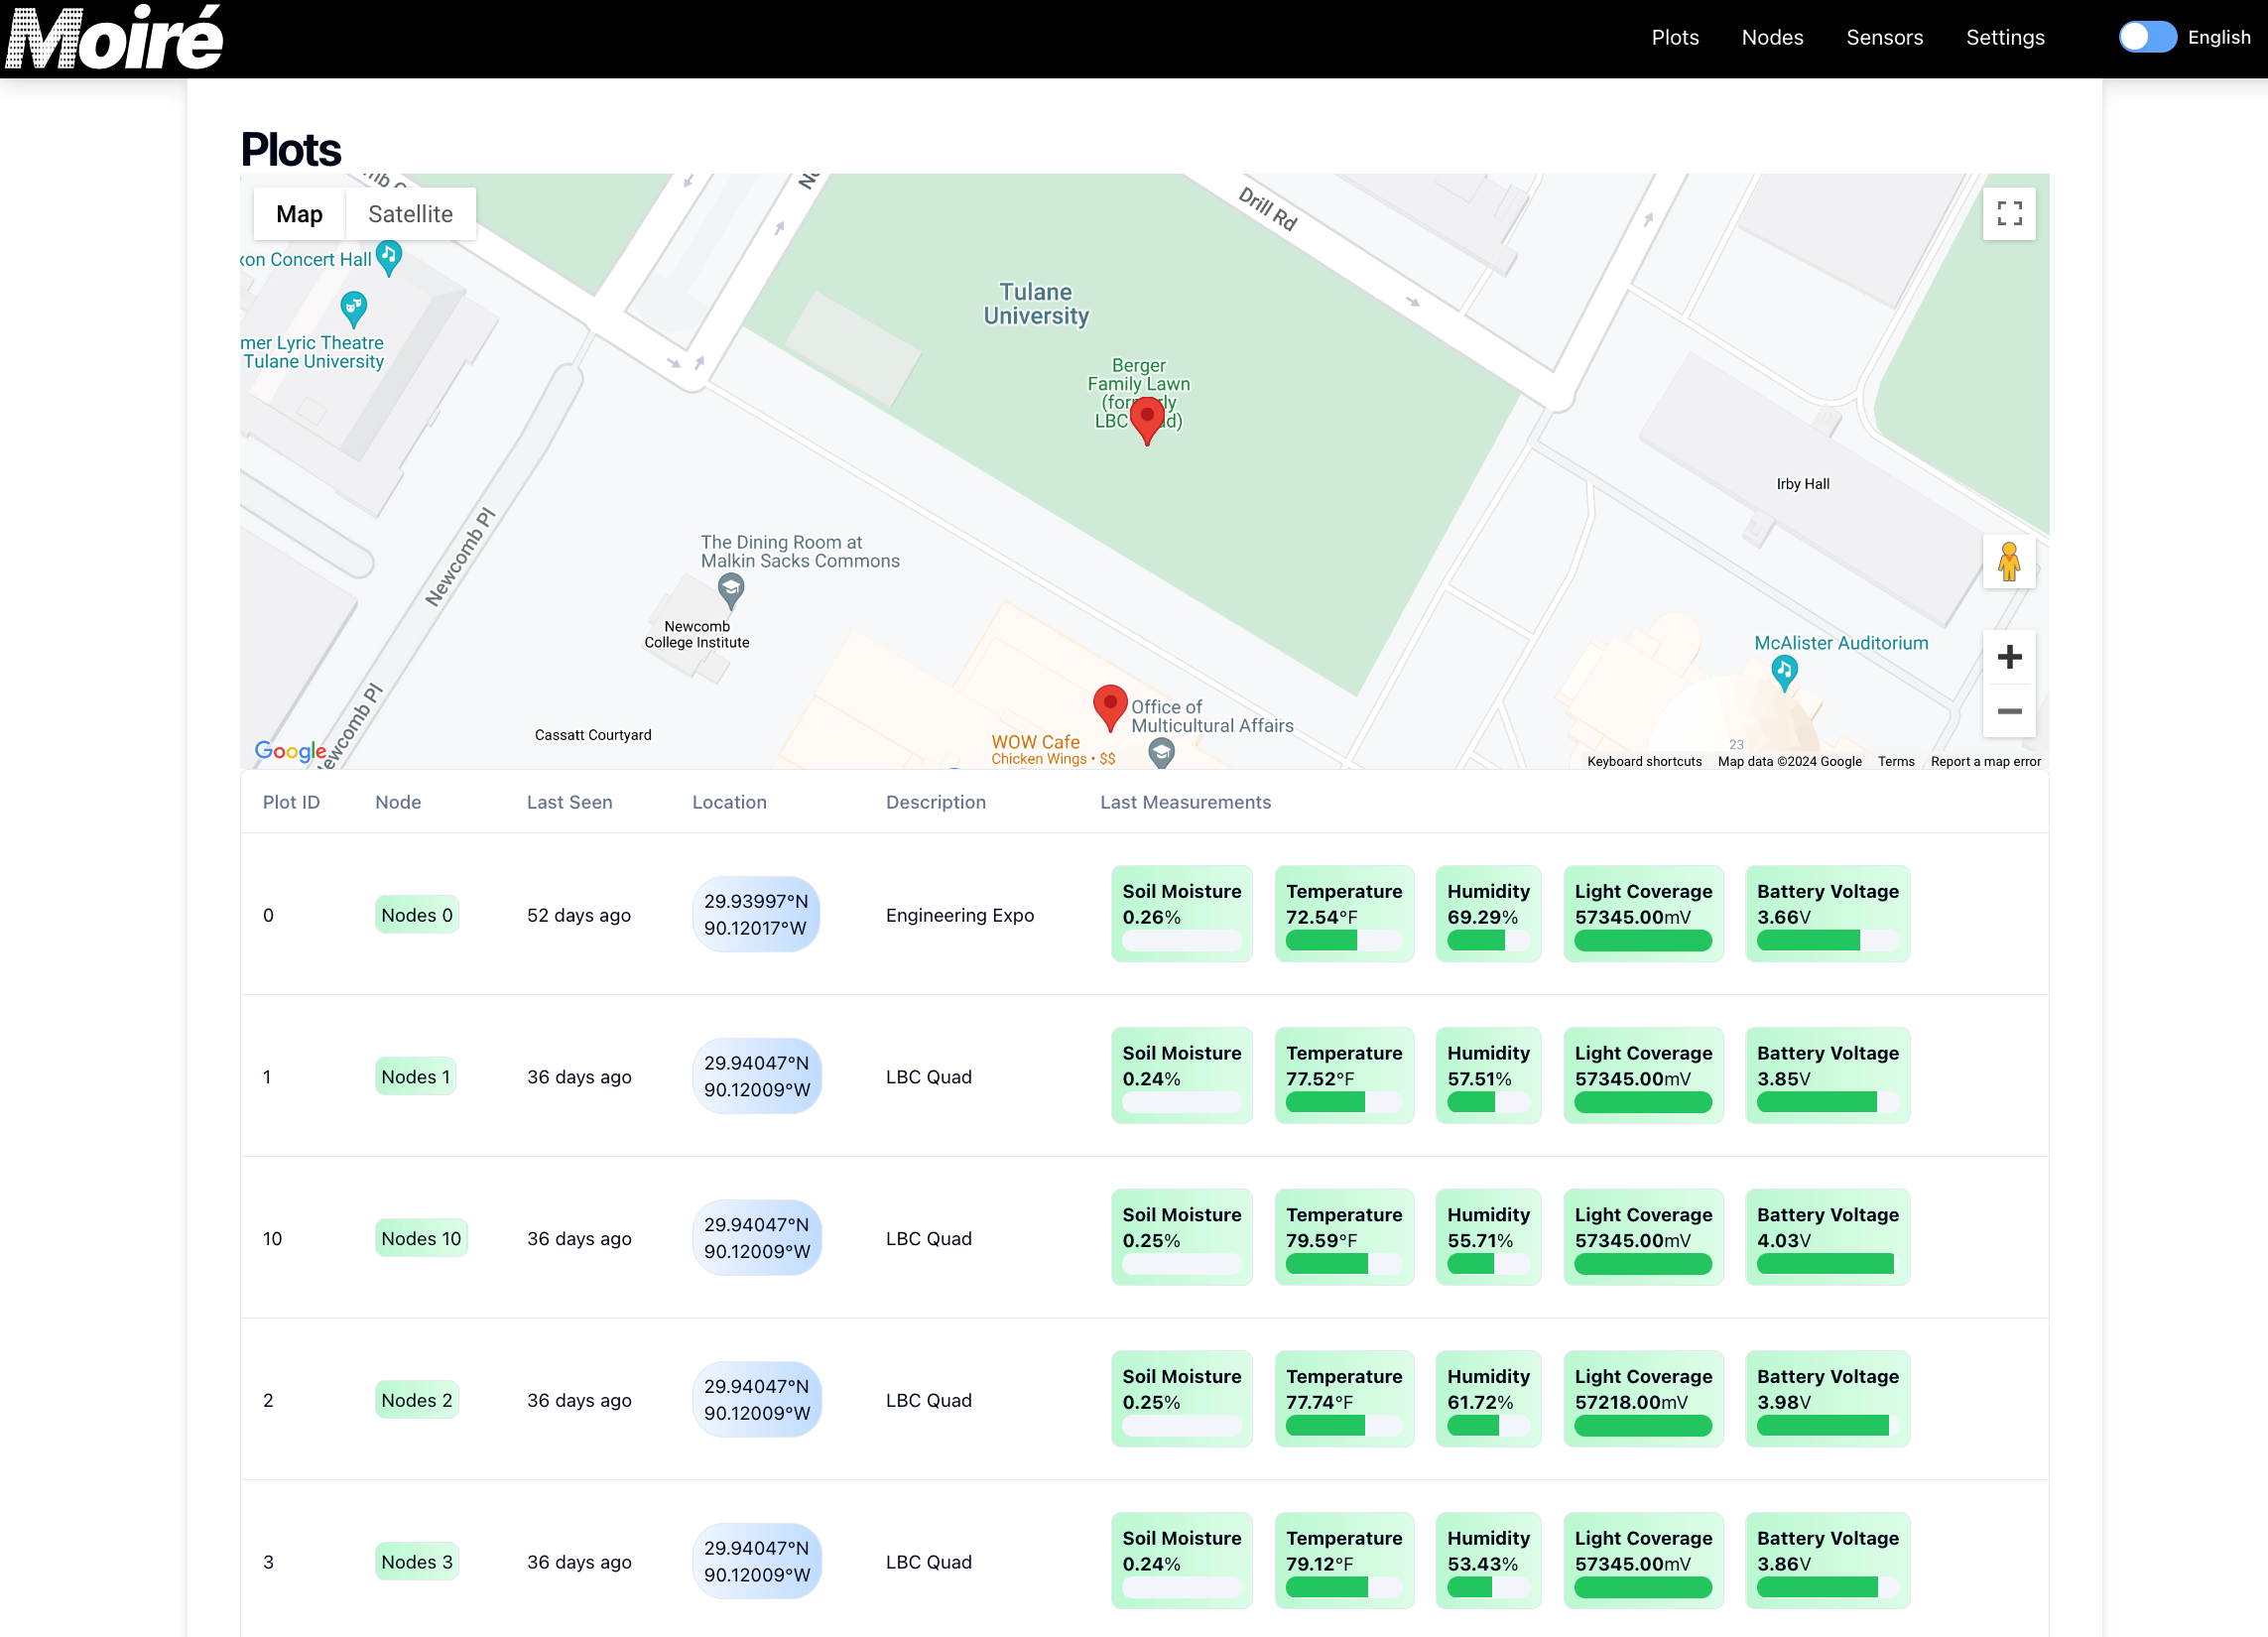 Moiré
Plots
Nodes
Sensors
Settings
English
Plots
Map
Satellite
Drill Rd
Concert Hall
Lyric Theatre
Tulane University
Tulane
University
Berger
Family Lawn
LBC
Irby Hall
Newcomb Pl
The Dining Room at
Malkin Sacks Commons
Newcomb
College Institute
McAlister Auditorium
Newcomb Pl
Office of
Multicultural Affairs
Cassatt Courtyard
WOW Cafe
Chicken Wings • $$
23
Google
Keyboard shortcuts
Map data ©2024 Google
Terms
Report a map error
Plot ID Node Last Seen Location Description Last Measurements
Soil Moisture Temperature Humidity Light Coverage Battery Voltage
29.93997°N
0 Nodes 0 52 days ago Engineering Expo 0.26% 72.54°F 69.29% 57345.00mV 3.66V
90.12017°W
Soil Moisture Temperature Humidity Light Coverage Battery Voltage
29.94047°N
1 Nodes 1 36 days ago LBC Quad 0.24% 77.52°F 57.51% 57345.00mV 3.85V
90.12009°W
Soil Moisture Temperature Humidity Light Coverage Battery Voltage
29.94047°N
10 Nodes 10 36 days ago LBC Quad 0.25% 79.59°F 55.71% 57345.00mV 4.03V
90.12009°W
Soil Moisture Temperature Humidity Light Coverage Battery Voltage
29.94047°N
2 Nodes 2 36 days ago LBC Quad 0.25% 77.74°F 61.72% 57218.00mV 3.98V
90.12009°W
Soil Moisture Temperature Humidity Light Coverage Battery Voltage
29.94047°N
3 Nodes 3 36 days ago LBC Quad 0.24% 79.12°F 53.43% 57345.00mV 3.86V
90.12009°W